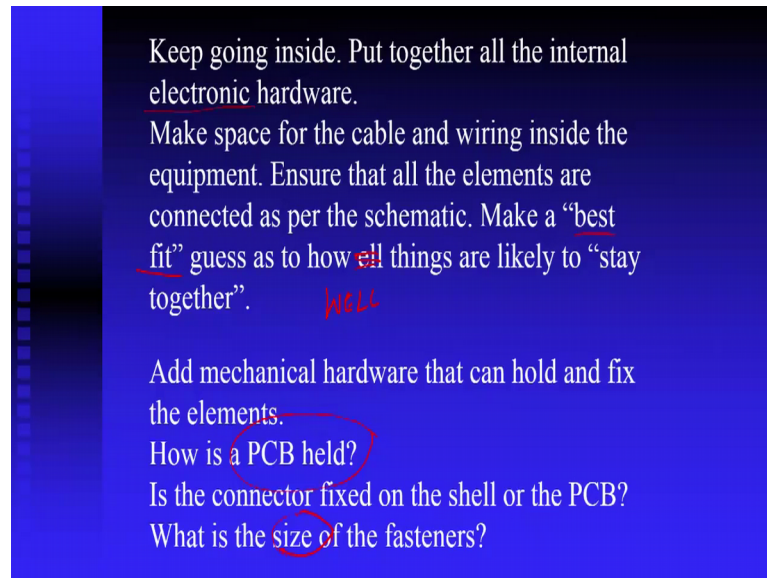 Keep going inside. Put together all the internal
electronic hardware.
Make space for the cable and wiring inside the
equipment. Ensure that all the elements are
connected as per the schematic. Make a “best
fit” guess as to how all things are likely to “stay
together”.
WELL
Add mechanical hardware that can hold and fix
the elements.
How is a PCB held?
Is the connector fixed on the shell or the PCB?
What is the size of the fasteners?